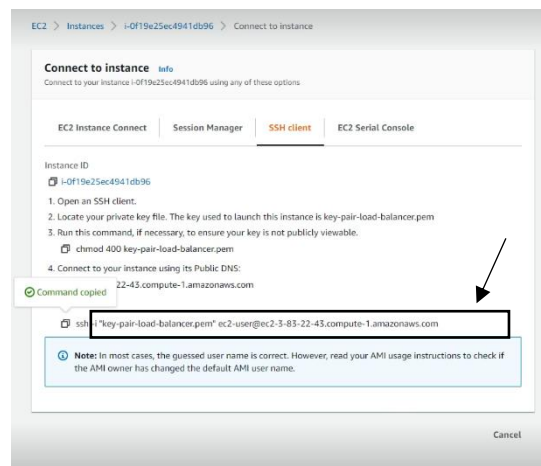 EC2 > Instances > i-0f19e25ec4941db96 > Connect to instance
Connect to instance Info
Connect to your instance i-0f19e25ec4941db96 using any of these options
EC2 Instance Connect Session Manager SSH client EC2 Serial Console
Instance ID
i-0f19e25ec4941db96
1. Open an SSH client.
2. Locate your private key file. The key used to launch this instance is key-pair-load-balancer.pem
3. Run this command, if necessary, to ensure your key is not publicly viewable.
chmod 400 key-pair-load-balancer.pem
4. Connect to your instance using its Public DNS:
22-43.compute-1.amazonaws.com
Command copied
ssh -i "key-pair-load-balancer.pem" ec2-user@ec2-3-83-22-43.compute-1.amazonaws.com
Note: In most cases, the guessed user name is correct. However, read your AMI usage instructions to check if
the AMI owner has changed the default AMI user name.
Cancel